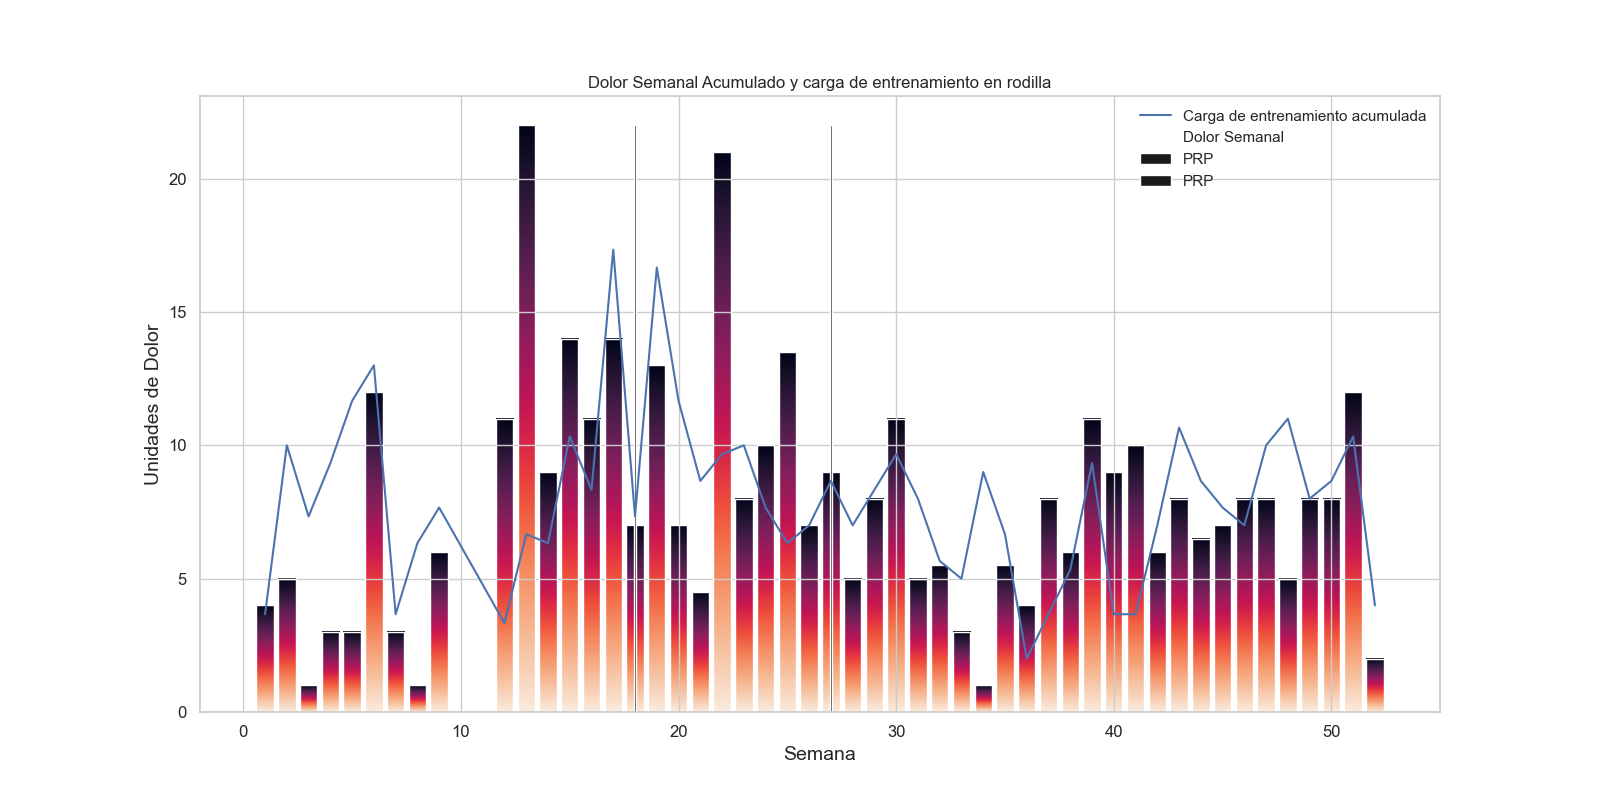 Dolor Semanal Acumulado y carga de entrenamiento en rodilla
Carga de entrenamiento acumulada
Dolor Semanal
PRP
PRP
Unidades de Dolor
20
15
10
5
0
0 10 20 30 40 50
Semana